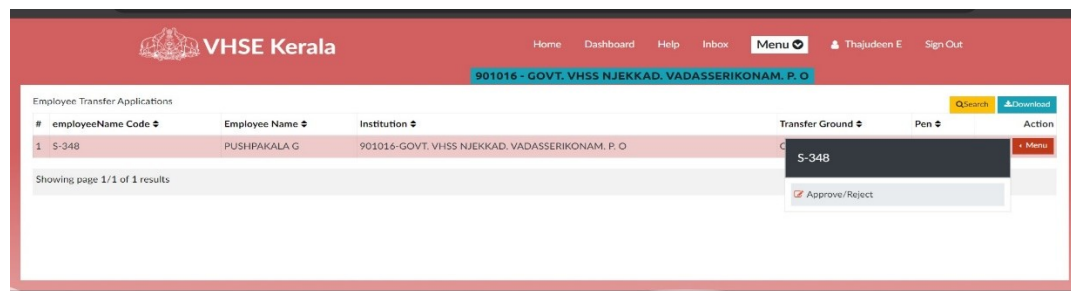 VHSE Kerala
Home Dashboard Help Inbox Menu Thajudeen E Sign Out
901016 - GOVT. VHSS NJEKKAD. VADASSERIKONAM. P. O
Employee Transfer Applications
Search Download
# employeeName Code Employee Name Institution Transfer Ground Pen Action
1 S-348 PUSHPAKALA G 901016-GOVT. VHSS NJEKKAD. VADASSERIKONAM. P. O Menu
S-348
Showing page 1/1 of 1 results
Approve/Reject